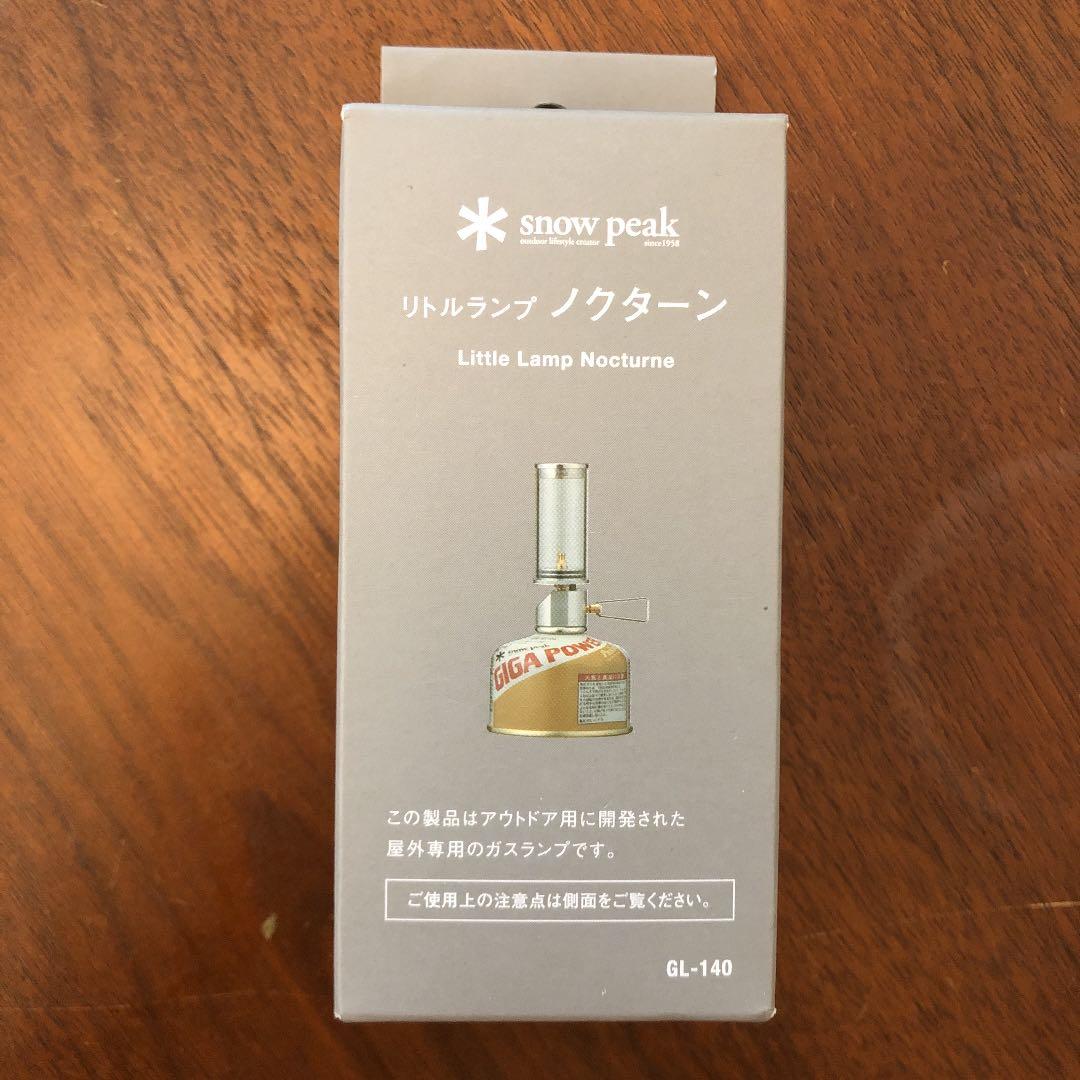 snow peak
outdoor lifestyle creator since1958
リトルランプ ノクターン
Little Lamp Nocturne
snow peak
GIGA POWE
この製品はアウトドア用に開発された
屋外専用のガスランプです。
ご使用上の注意点は側面をご覧ください。
GL-140